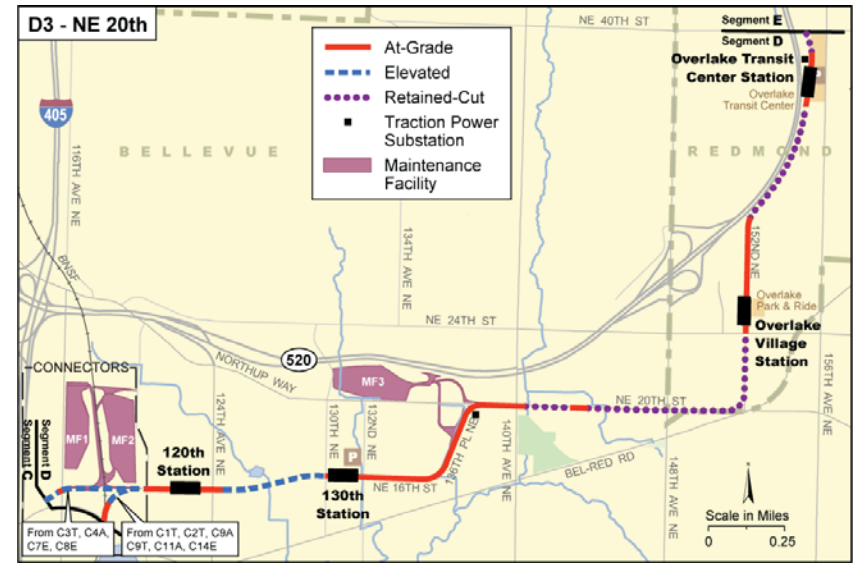 D3 - NE 20th
At-Grade
Elevated
Retained-Cut
Traction Power
Substation
Maintenance
Facility
NE 40TH ST
Segment E
Segment D
Overlake Transit
Center Station
P
Overlake
Transit Center
405
116TH AVE NE
BELLEVUE
REDMOND
134TH AVE NE
BNSF
152ND NE
Overlake
Park & Ride
Overlake
Village
Station
156TH AVE NE
NE 24TH ST
520
NORTHUP WAY
CONNECTORS
MF1
MF2
MF3
124TH AVE NE
130TH NE
132ND NE
NE 20TH ST
136TH PL NE
140TH AVE NE
148TH AVE NE
BEL-RED RD
Segment D
Segment C
120th
Station
P
130th
Station
NE 16TH ST
From C3T, C4A,
C7E, C8E
From C1T, C2T, C9A
C9T, C11A, C14E
N
Scale in Miles
0 0.25